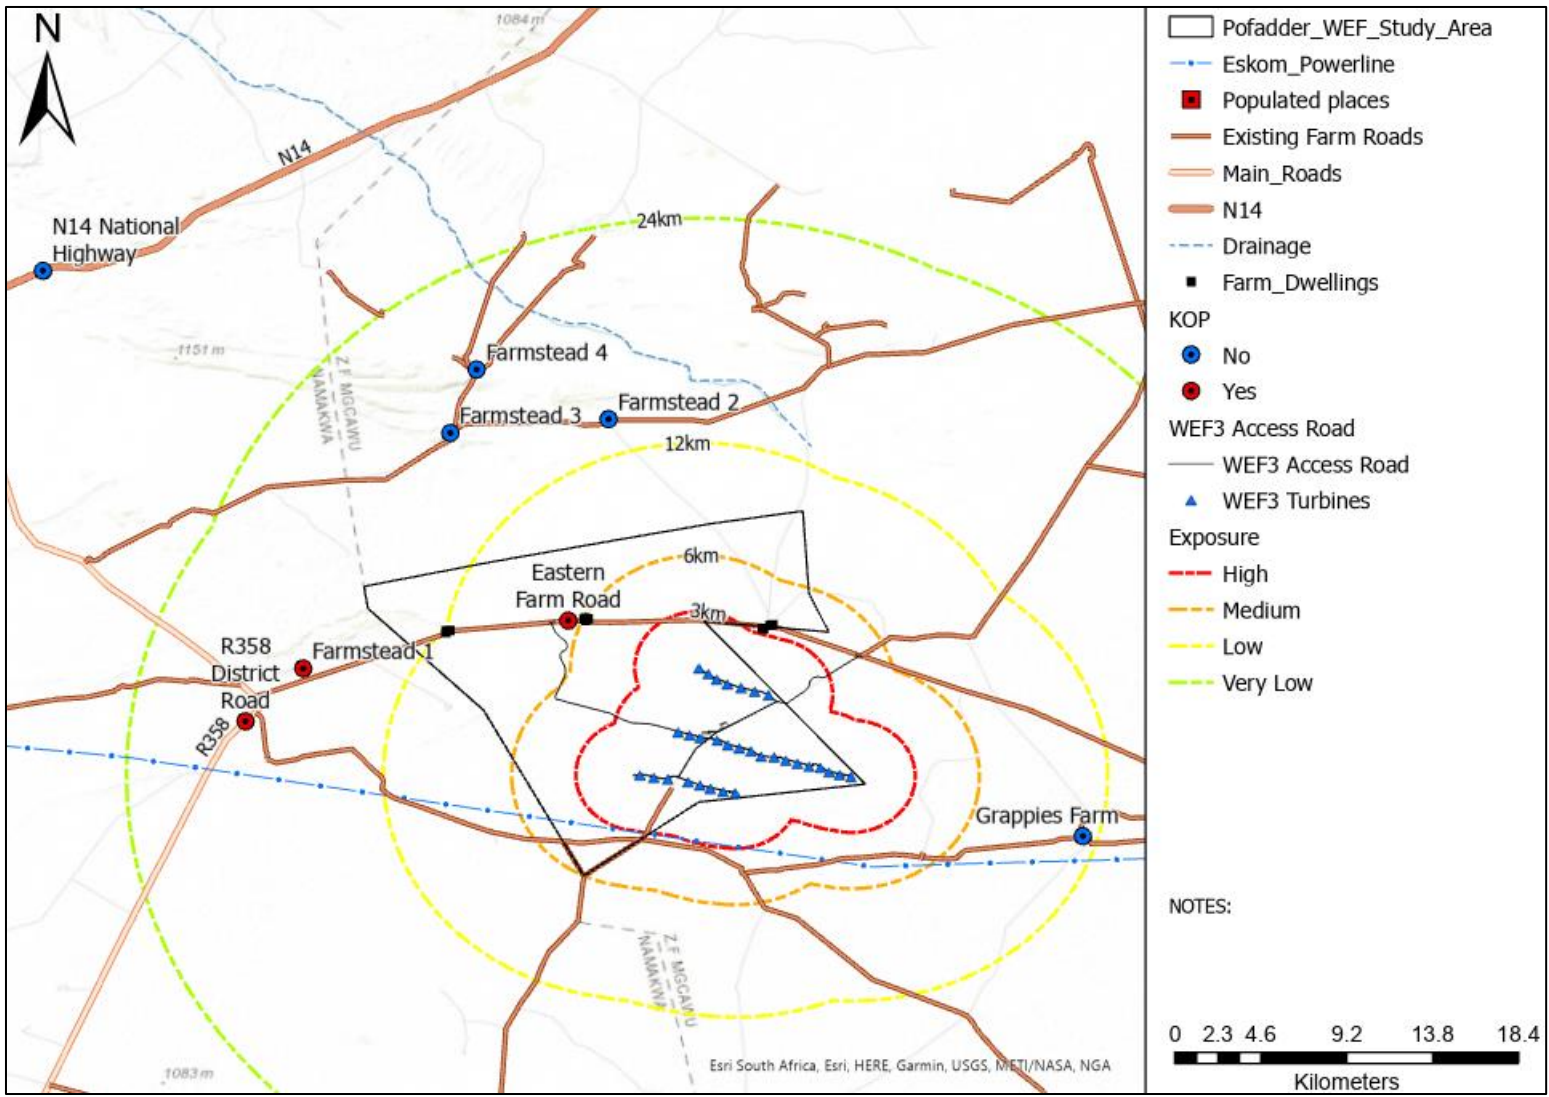 N
1084 m
N14
N14 National
Highway
24km
1151 m
Farmstead 4
Z F MGCAWU
NAMAKWA
Farmstead 3
Farmstead 2
12km
6km
Eastern
Farm Road
3km
R358
District
Road
Farmstead 1
R358
Grappies Farm
Z F MGCAWU
NAMAKWA
1083 m
Esri South Africa, Esri, HERE, Garmin, USGS, METI/NASA, NGA
Pofadder_WEF_Study_Area
Eskom_Powerline
Populated places
Existing Farm Roads
Main_Roads
N14
Drainage
Farm_Dwellings
KOP
No
Yes
WEF3 Access Road
WEF3 Access Road
WEF3 Turbines
Exposure
High
Medium
Low
Very Low
NOTES:
0 2.3 4.6 9.2 13.8 18.4
Kilometers